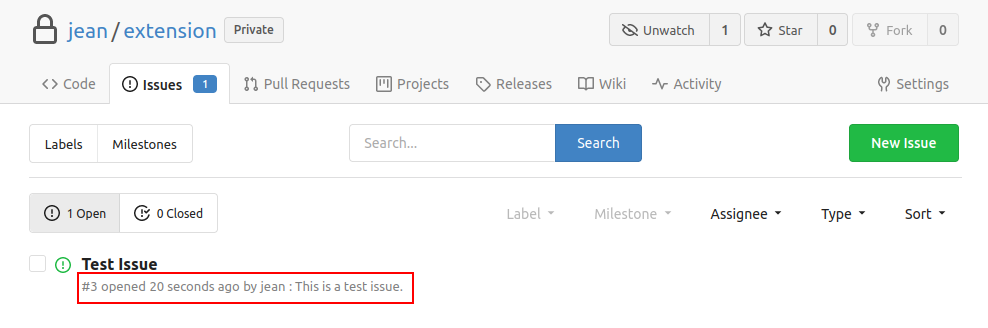 jean / extension Private Unwatch 1 Star 0 Fork 0
Code Issues 1 Pull Requests Projects Releases Wiki Activity Settings
Labels Milestones Search... Search New Issue
1 Open 0 Closed Label Milestone Assignee Type Sort
Test Issue
#3 opened 20 seconds ago by jean : This is a test issue.